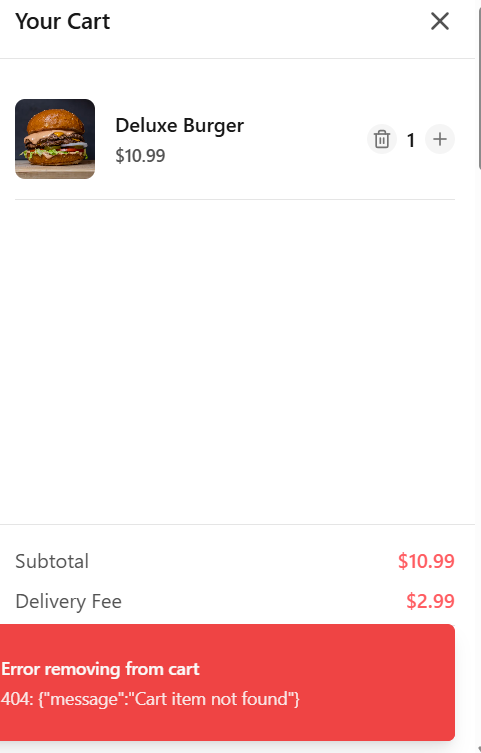 Your Cart
Deluxe Burger
$10.99
1
Subtotal $10.99
Delivery Fee $2.99
Error removing from cart
404: {"message":"Cart item not found"}